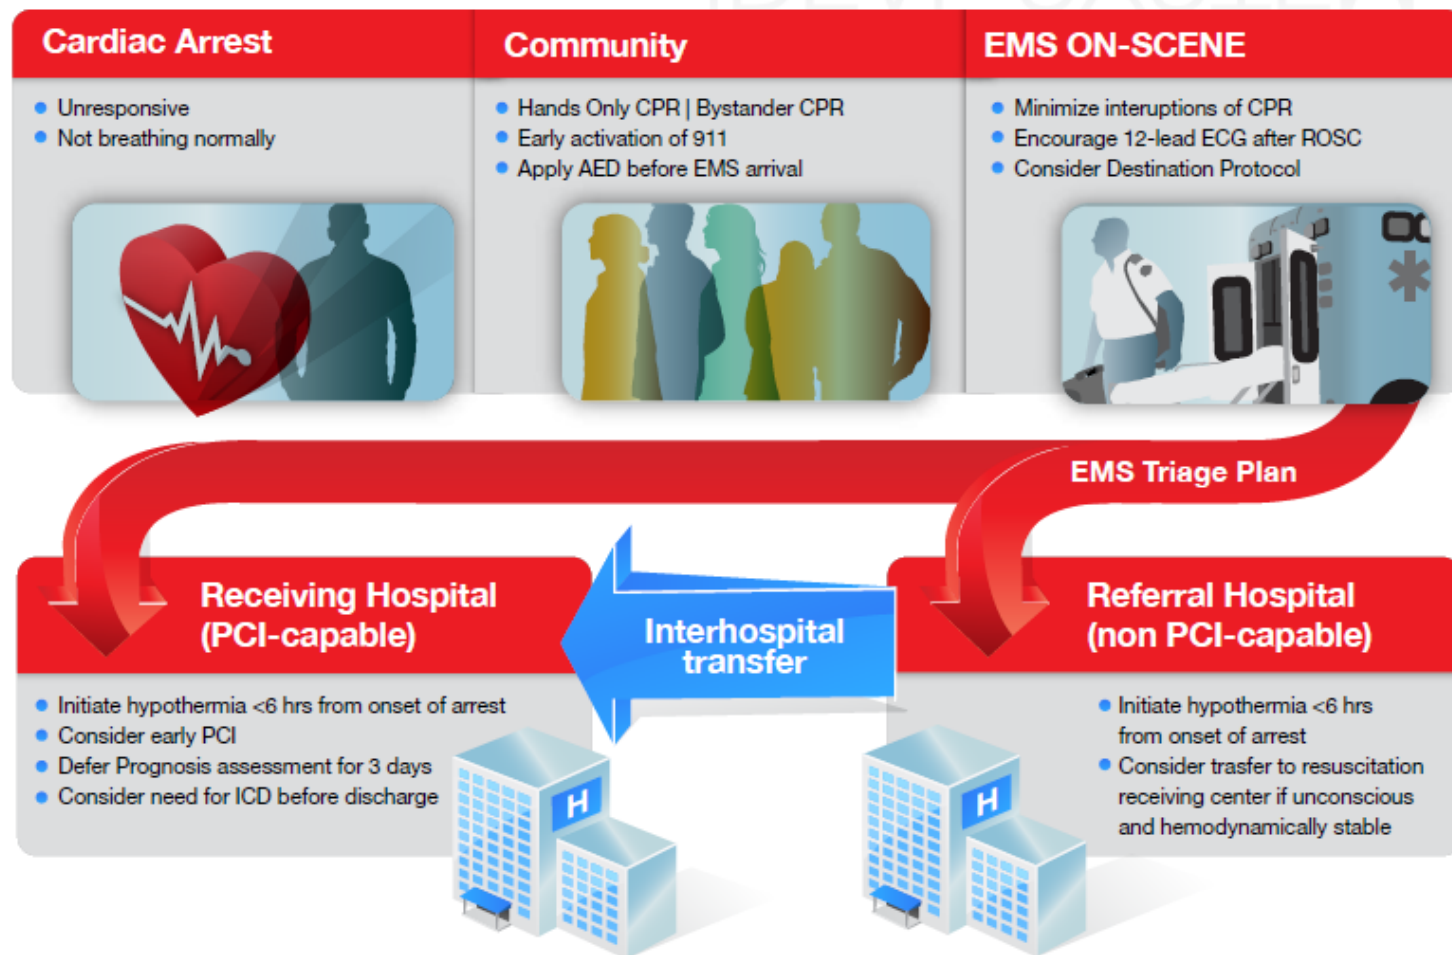 Cardiac Arrest
Unresponsive
Not breathing normally
Community
Hands Only CPR | Bystander CPR
Early activation of 911
Apply AED before EMS arrival
EMS ON-SCENE
Minimize interuptions of CPR
Encourage 12-lead ECG after ROSC
Consider Destination Protocol
EMS Triage Plan
Receiving Hospital
(PCI-capable)
Initiate hypothermia <6 hrs from onset of arrest
Consider early PCI
Defer Prognosis assessment for 3 days
Consider need for ICD before discharge
H
Interhospital
transfer
Referral Hospital
(non PCI-capable)
Initiate hypothermia <6 hrs
from onset of arrest
Consider trasfer to resuscitation
receiving center if unconscious
and hemodynamically stable
H